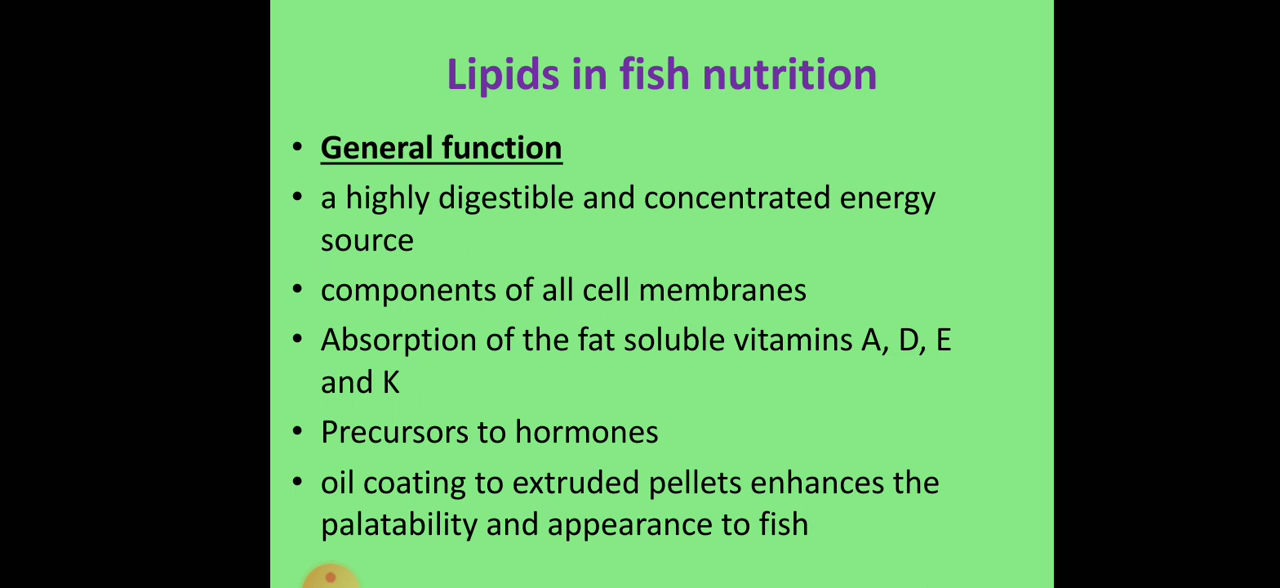 Lipids in fish nutrition
• General function
• a highly digestible and concentrated energy
source
• components of all cell membranes
• Absorption of the fat soluble vitamins A, D, E
and K
• Precursors to hormones
• oil coating to extruded pellets enhances the
palatability and appearance to fish